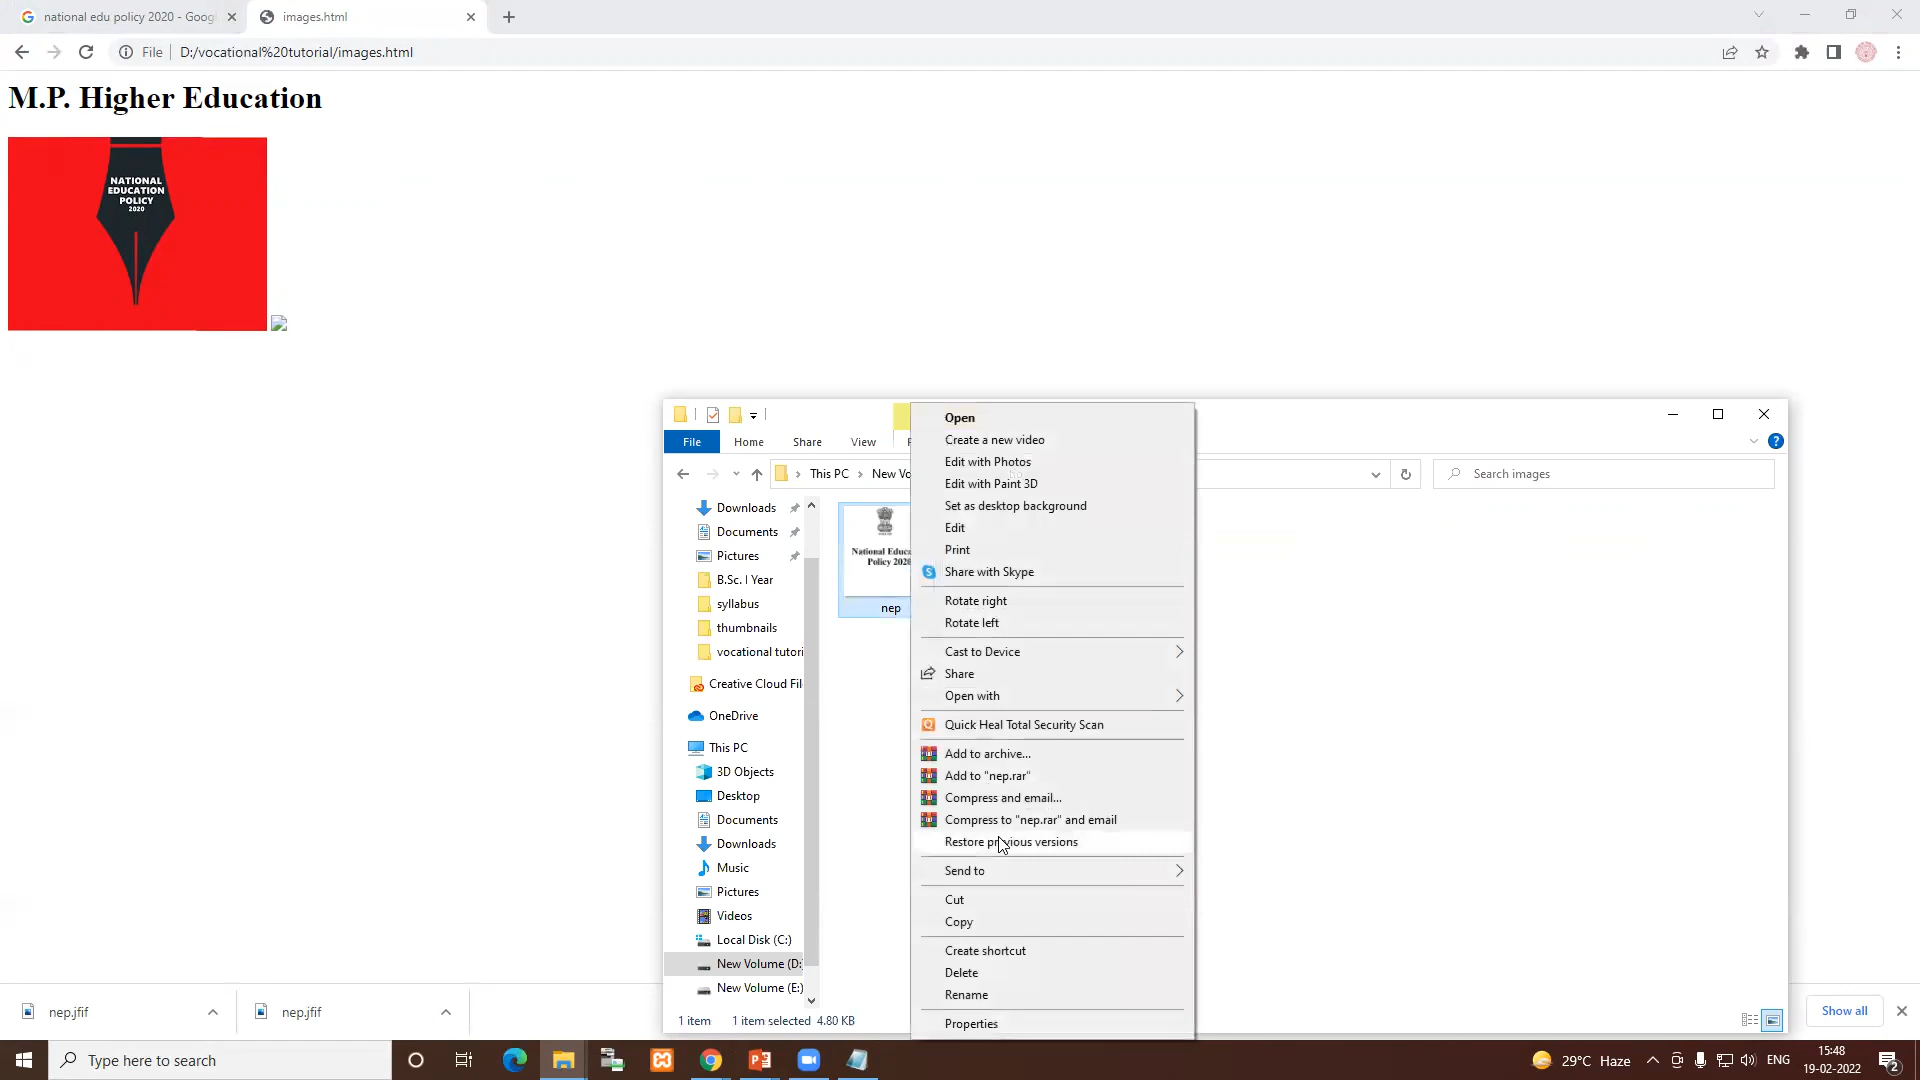 national edu policy 2020 - Goog
images.html
File
D:/vocational%20tutorial/images.html
M.P. Higher Education
NATIONAL
EDUCATION
POLICY
2020
File
Home
Share
View
This PC
New Vo
Search images
Downloads
Documents
Pictures
B.Sc. I Year
syllabus
thumbnails
vocational tutori
Creative Cloud Fil
OneDrive
This PC
3D Objects
Desktop
Documents
Downloads
Music
Pictures
Videos
Local Disk (C:)
New Volume (D:)
New Volume (E:)
National Educa
Policy 2020
nep
Open
Create a new video
Edit with Photos
Edit with Paint 3D
Set as desktop background
Edit
Print
Share with Skype
Rotate right
Rotate left
Cast to Device
Share
Open with
Quick Heal Total Security Scan
Add to archive...
Add to "nep.rar"
Compress and email...
Compress to "nep.rar" and email
Restore previous versions
Send to
Cut
Copy
Create shortcut
Delete
Rename
Properties
1 item
1 item selected 4.80 KB
nep.jfif
nep.jfif
Show all
Type here to search
29°C Haze
ENG
15:48
19-02-2022
2